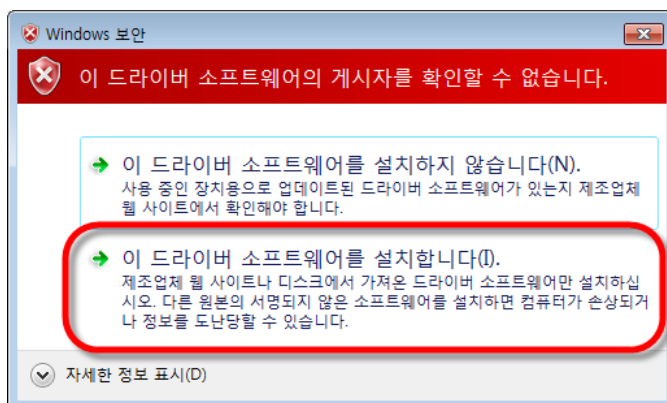 Windows 보안
이 드라이버 소프트웨어의 게시자를 확인할 수 없습니다.
이 드라이버 소프트웨어를 설치하지 않습니다(N).
사용 중인 장치용으로 업데이트된 드라이버 소프트웨어가 있는지 제조업체
웹 사이트에서 확인해야 합니다.
이 드라이버 소프트웨어를 설치합니다(I).
제조업체 웹 사이트나 디스크에서 가져온 드라이버 소프트웨어만 설치하십
시오. 다른 원본의 서명되지 않은 소프트웨어를 설치하면 컴퓨터가 손상되거
나 정보를 도난당할 수 있습니다.
자세한 정보 표시(D)